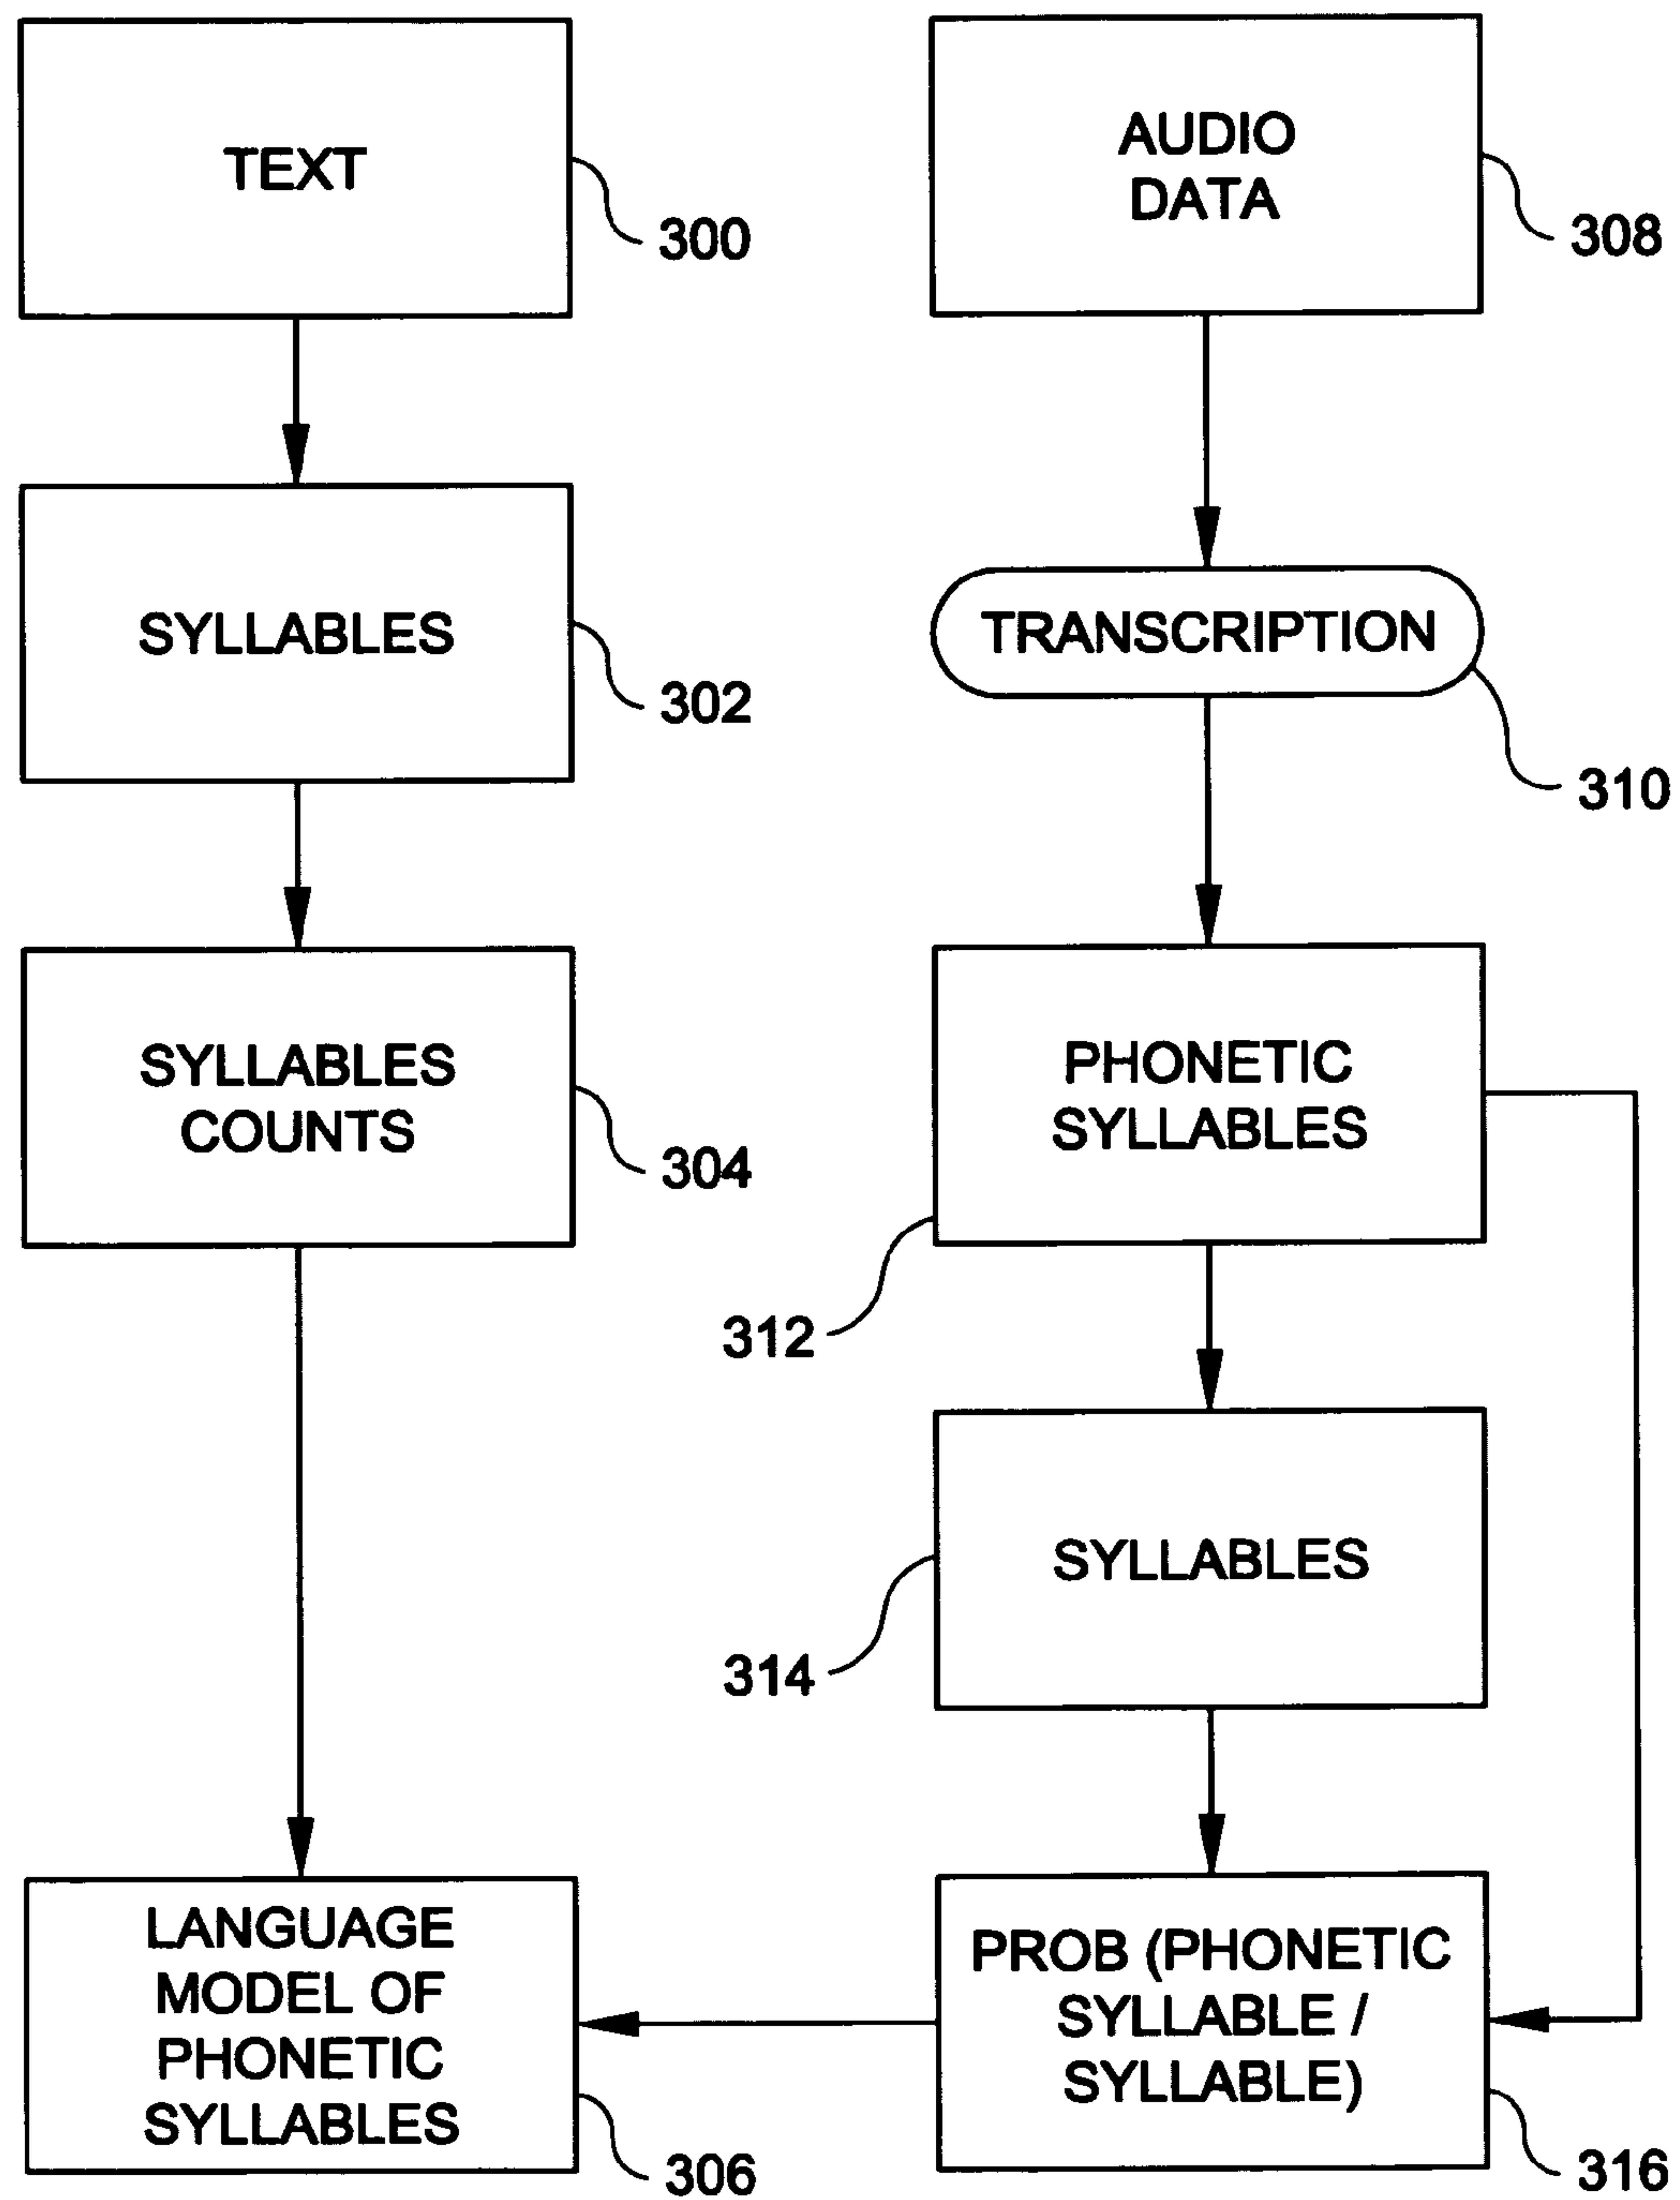 TEXT
300
SYLLABLES
302
SYLLABLES
COUNTS
304
LANGUAGE
MODEL OF
PHONETIC
SYLLABLES
306
AUDIO
DATA
308
TRANSCRIPTION
310
PHONETIC
SYLLABLES
312
SYLLABLES
314
PROB (PHONETIC
SYLLABLE /
SYLLABLE)
316